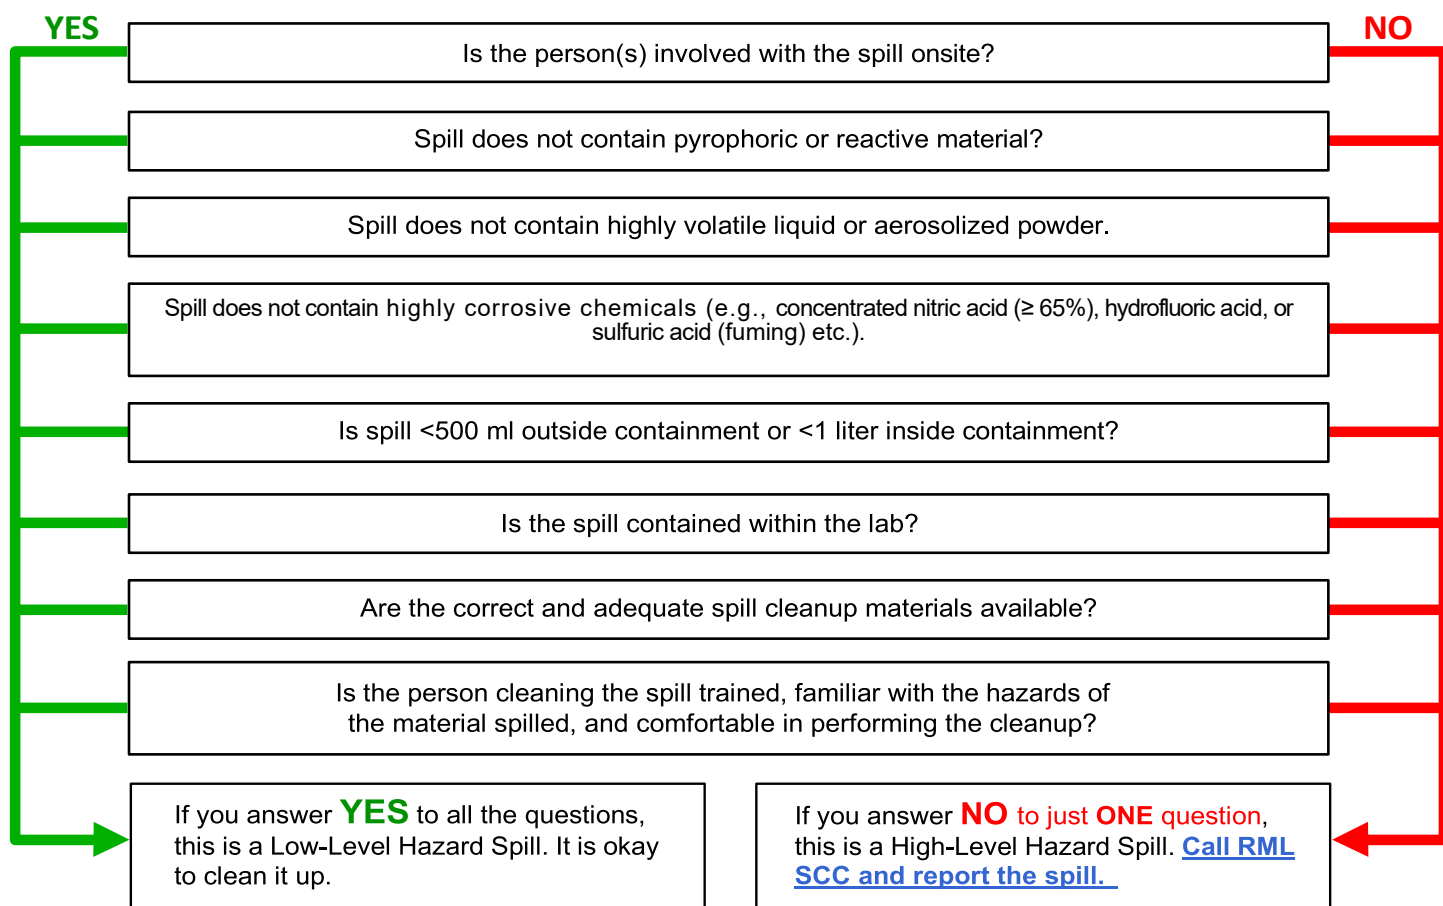 YES
NO
Is the person(s) involved with the spill onsite?
Spill does not contain pyrophoric or reactive material?
Spill does not contain highly volatile liquid or aerosolized powder.
Spill does not contain highly corrosive chemicals (e.g., concentrated nitric acid (≥ 65%), hydrofluoric acid, or
sulfuric acid (fuming) etc.).
Is spill <500 ml outside containment or <1 liter inside containment?
Is the spill contained within the lab?
Are the correct and adequate spill cleanup materials available?
Is the person cleaning the spill trained, familiar with the hazards of
the material spilled, and comfortable in performing the cleanup?
If you answer YES to all the questions,
this is a Low-Level Hazard Spill. It is okay
to clean it up.
If you answer NO to just ONE question,
this is a High-Level Hazard Spill. Call RML
SCC and report the spill.